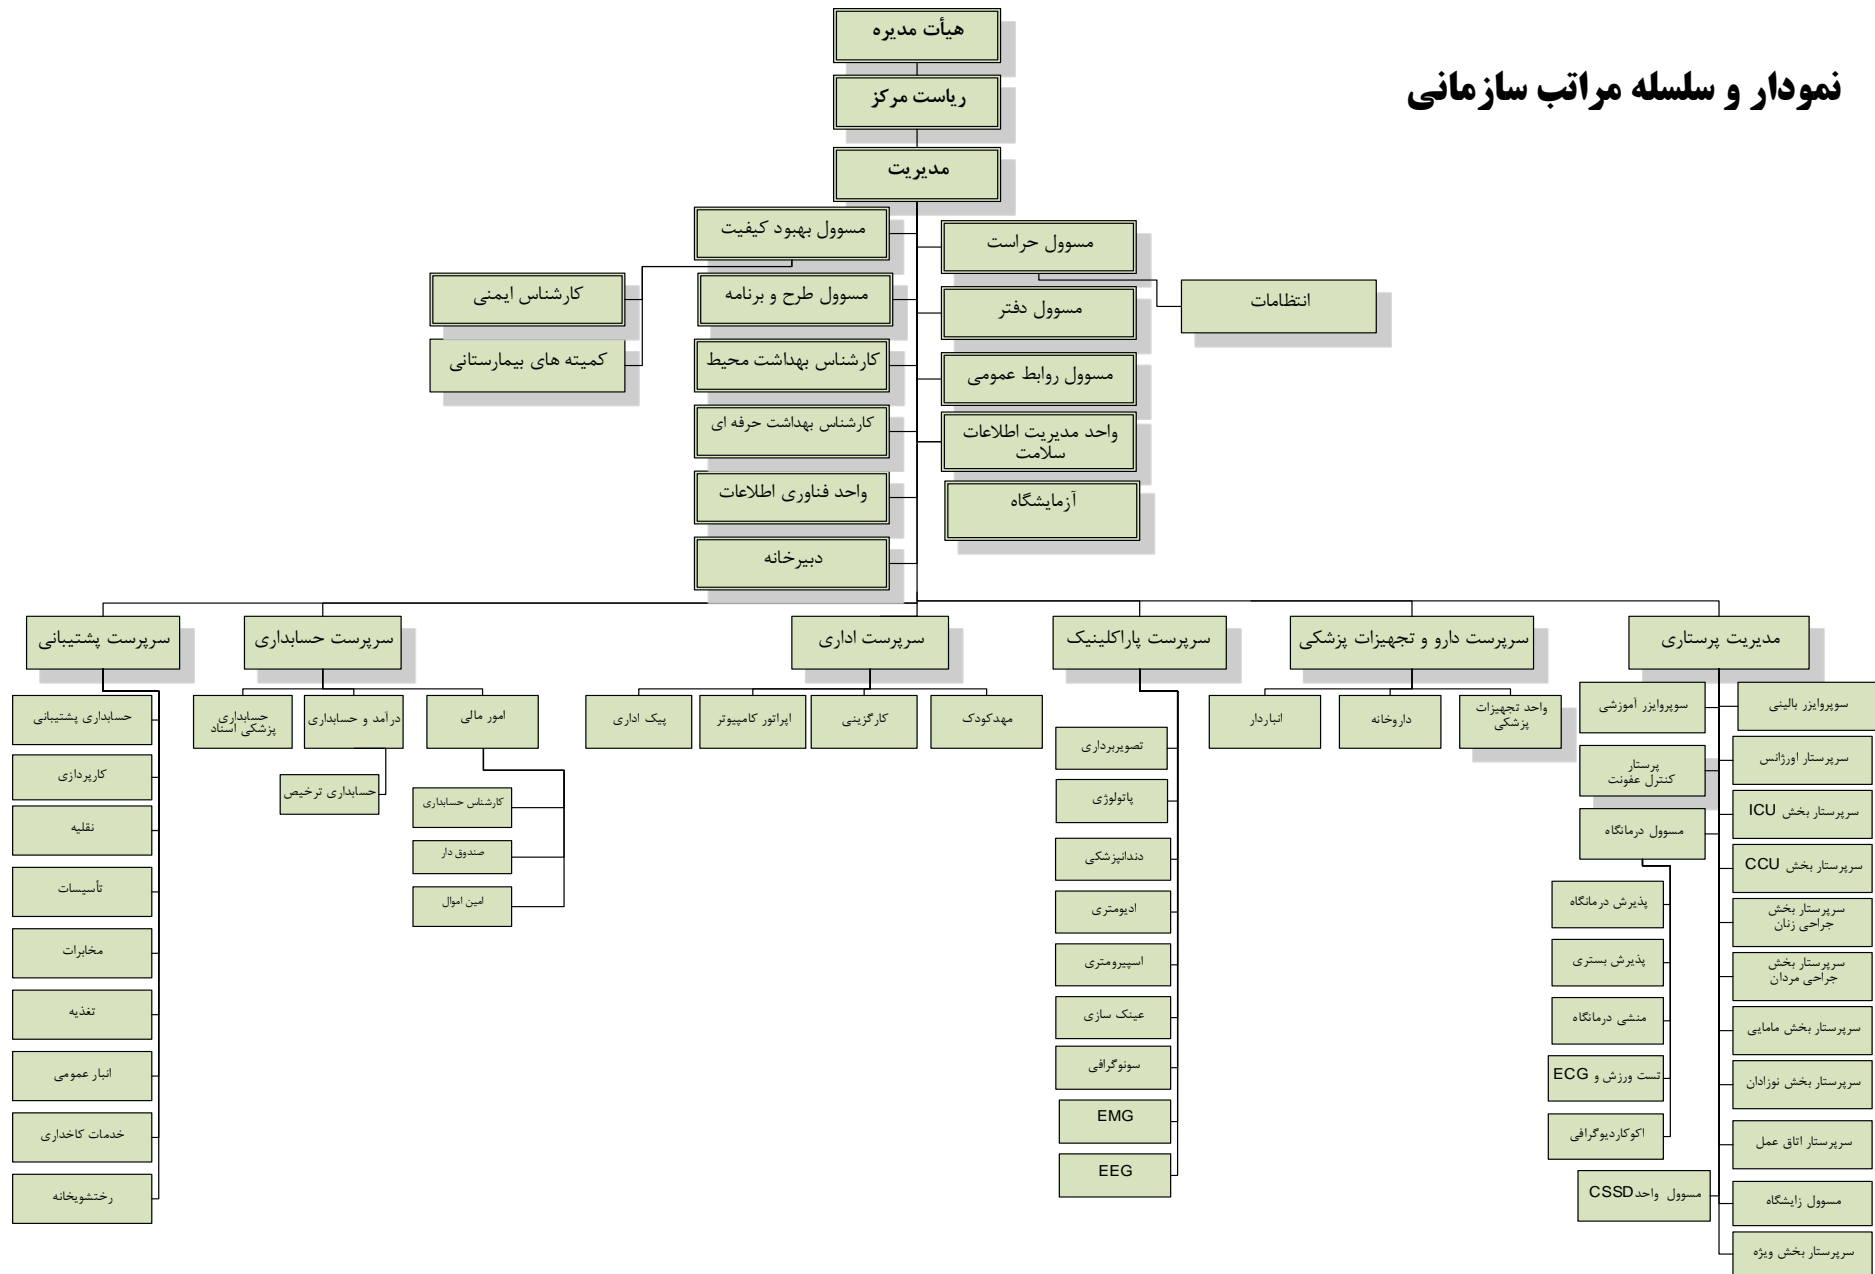 نمودار و سلسله مراتب سازمانی
هیأت مدیره
ریاست مرکز
مدیریت
مسوول حراست
مسوول بهبود کیفیت
انتظامات
مسوول دفتر
مسوول طرح و برنامه
کارشناس ایمنی
مسوول روابط عمومی
کارشناس بهداشت محیط
کمیته های بیمارستانی
واحد مدیریت اطلاعات
سلامت
کارشناس بهداشت حرفه ای
آزمایشگاه
واحد فناوری اطلاعات
دبیرخانه
مدیریت پرستاری
سرپرست دارو و تجهیزات پزشکی
سرپرست پاراکلینیک
سرپرست اداری
سرپرست حسابداری
سرپرست پشتیبانی
سوپروایزر بالینی
سرپرستار اورژانس
سرپرستار بخش ICU
سرپرستار بخش CCU
سرپرستار بخش
جراحی زنان
سرپرستار بخش
جراحی مردان
سرپرستار بخش مامایی
سرپرستار بخش نوزادان
سرپرستار اتاق عمل
مسوول زایشگاه
سرپرستار بخش ویژه
سوپروایزر آموزشی
پرستار
کنترل عفونت
مسوول درمانگاه
پذیرش درمانگاه
پذیرش بستری
منشی درمانگاه
تست ورزش و ECG
اکوکاردیوگرافی
مسوول واحدCSSD
واحد تجهیزات
پزشکی
داروخانه
انباردار
تصویربرداری
پاتولوژی
دندانپزشکی
ادیومتری
اسپیرومتری
عینک سازی
سونوگرافی
EMG
EEG
مهدکودک
کارگزینی
اپراتور کامپیوتر
پیک اداری
امور مالی
کارشناس حسابداری
صندوق دار
امین اموال
درآمد و حسابداری
حسابداری ترخیص
حسابداری
پزشکی اسناد
حسابداری پشتیبانی
کارپردازی
نقلیه
تأسیسات
مخابرات
تغذیه
انبار عمومی
خدمات کاخداری
رختشویخانه